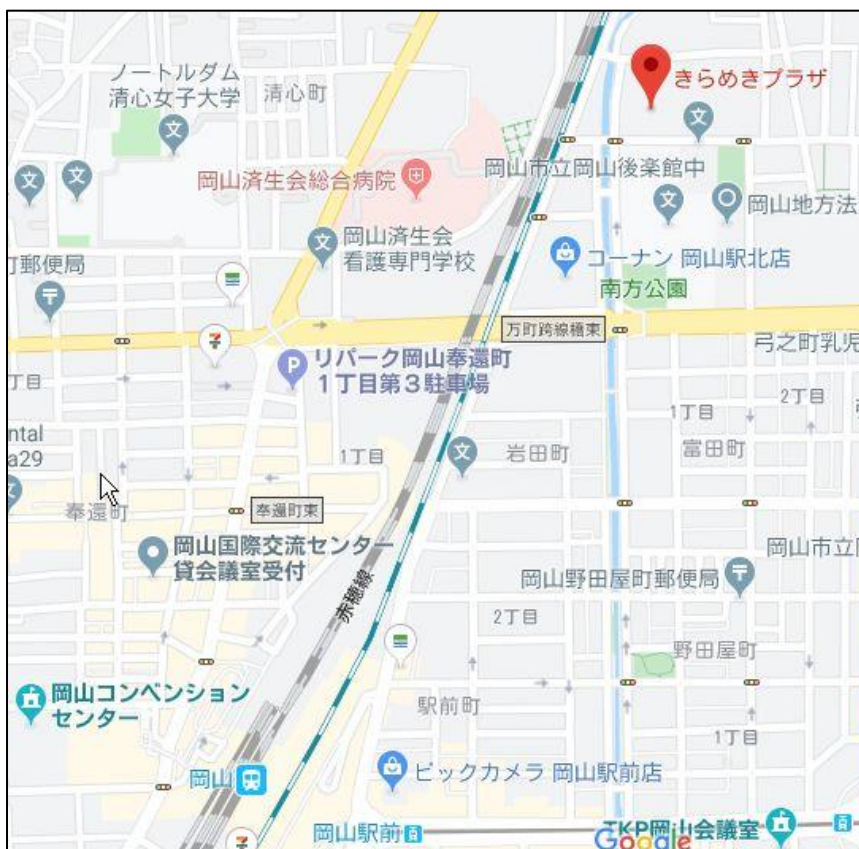 ノートルダム
清心女子大学
清心町
きらめきプラザ
岡山済生会総合病院
岡山市立岡山後楽館中
岡山地方法
岡山済生会
看護専門学校
丁郵便局
コーナン 岡山駅北店
南方公園
万町跨線橋東
弓之町乳児
リパーク岡山奉還町
1丁目第3駐車場
丁目
2丁目
1丁目
ntal
a29
1丁目
岩田町
富田町
奉還町
奉還町東
岡山国際交流センター
貸会議室受付
岡山市立
岡山野田屋町郵便局
赤穂線
2丁目
野田屋町
岡山コンベンション
センター
駅前町
1丁目
岡山
ビックカメラ 岡山駅前店
岡山駅前
TKP岡山会議室
Google